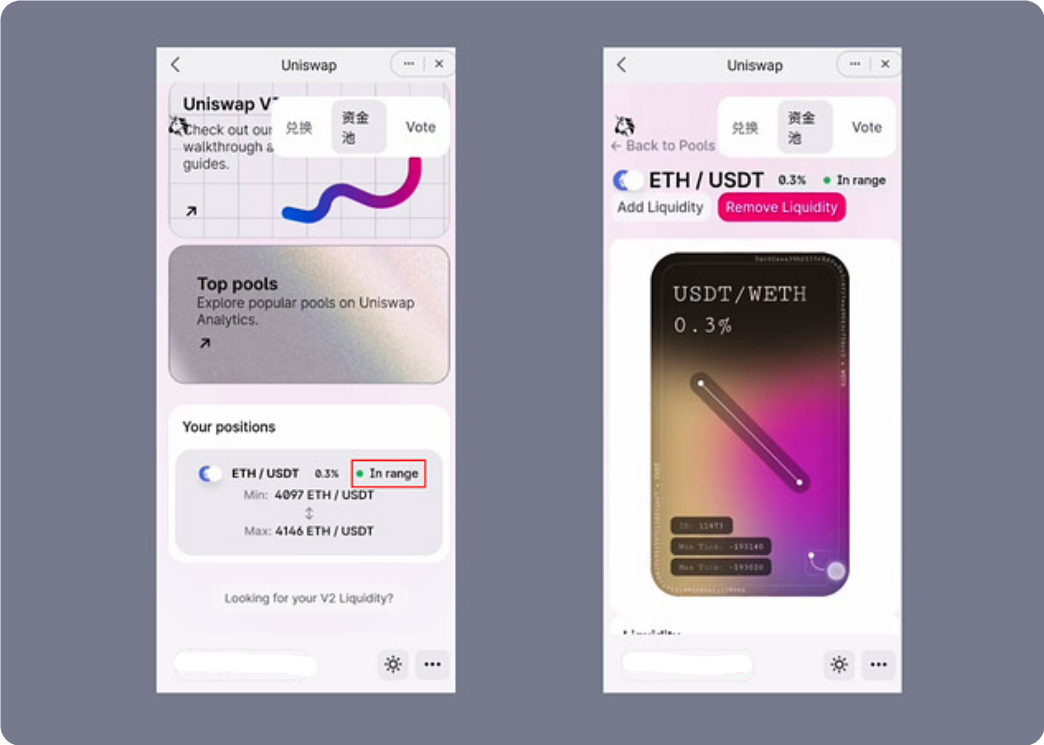 Uniswap
Uniswap V
Check out our
walkthrough a
guides.
兑换
资金
池
Vote
Top pools
Explore popular pools on Uniswap
Analytics.
Your positions
ETH / USDT 0.3% In range
Min: 4097 ETH / USDT
Max: 4146 ETH / USDT
Looking for your V2 Liquidity?
Uniswap
兑换
资金
池
Vote
← Back to Pools
ETH / USDT 0.3% In range
Add Liquidity Remove Liquidity
USDT/WETH
0.3%
ID: 11973
Min Tick: -193140
Max Tick: -193020
Liquidity